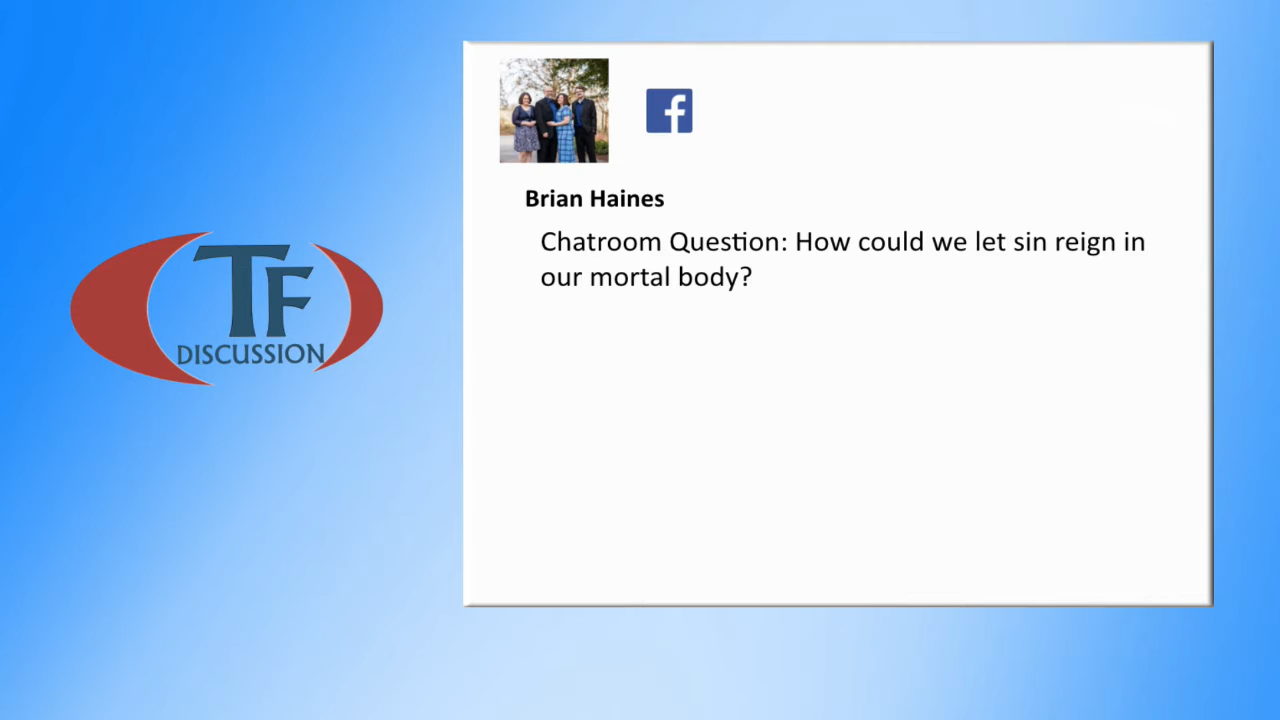 TF
DISCUSSION
Brian Haines
Chatroom Question: How could we let sin reign in
our mortal body?